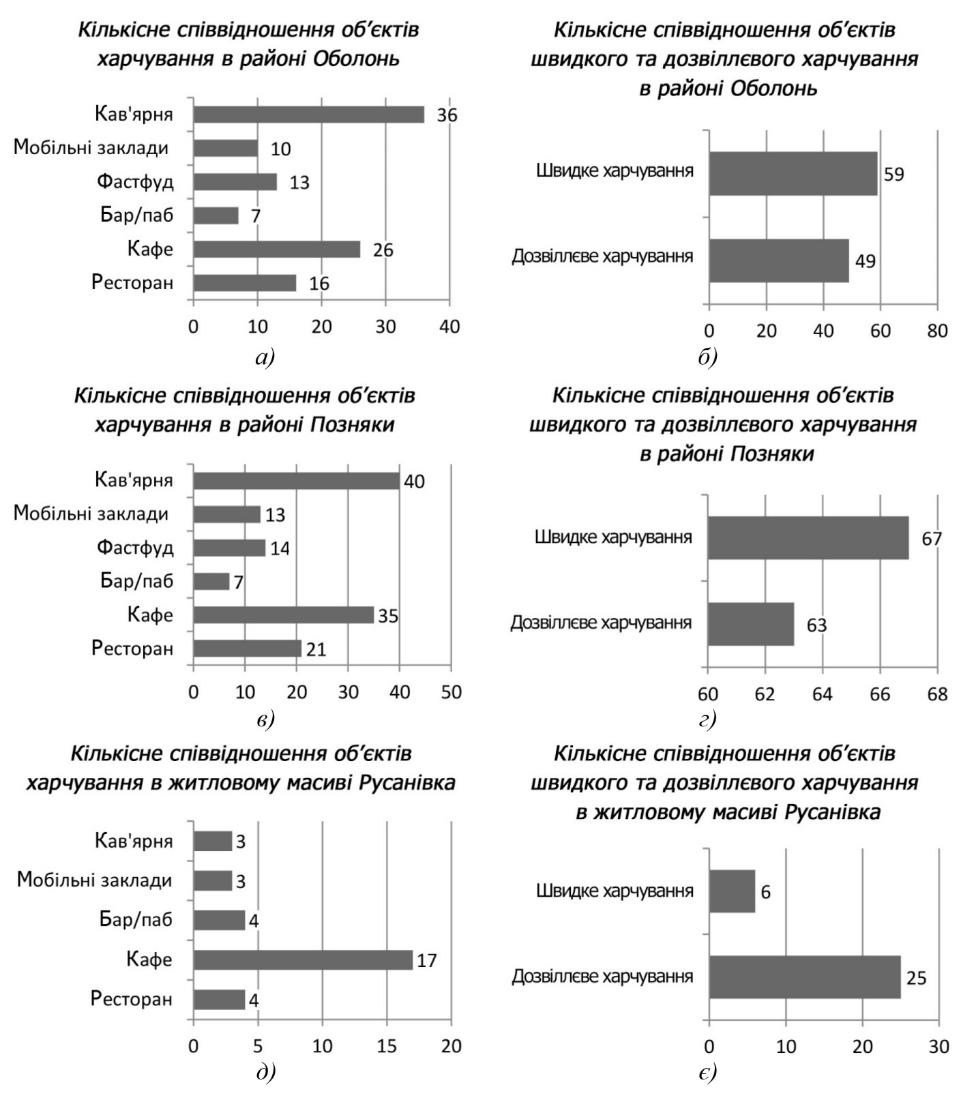 Кількісне співвідношення об’єктів
харчування в районі Оболонь
Кав'ярня
36
Мобільні заклади
10
Фастфуд
13
Бар/паб
7
Кафе
26
Ресторан
16
0 10 20 30 40
а)
Кількісне співвідношення об’єктів
швидкого та дозвіллєвого харчування
в районі Оболонь
Швидке харчування
59
Дозвіллєве харчування
49
0 20 40 60 80
б)
Кількісне співвідношення об’єктів
харчування в районі Позняки
Кав'ярня
40
Мобільні заклади
13
Фастфуд
14
Бар/паб
7
Кафе
35
Ресторан
21
0 10 20 30 40 50
в)
Кількісне співвідношення об’єктів
швидкого та дозвіллєвого харчування
в районі Позняки
Швидке харчування
67
Дозвіллєве харчування
63
60 62 64 66 68
г)
Кількісне співвідношення об’єктів
харчування в житловому масиві Русанівка
Кав'ярня
3
Мобільні заклади
3
Бар/паб
4
Кафе
17
Ресторан
4
0 5 10 15 20
д)
Кількісне співвідношення об’єктів
швидкого та дозвіллєвого харчування
в житловому масиві Русанівка
Швидке харчування
6
Дозвіллєве харчування
25
0 10 20 30
є)